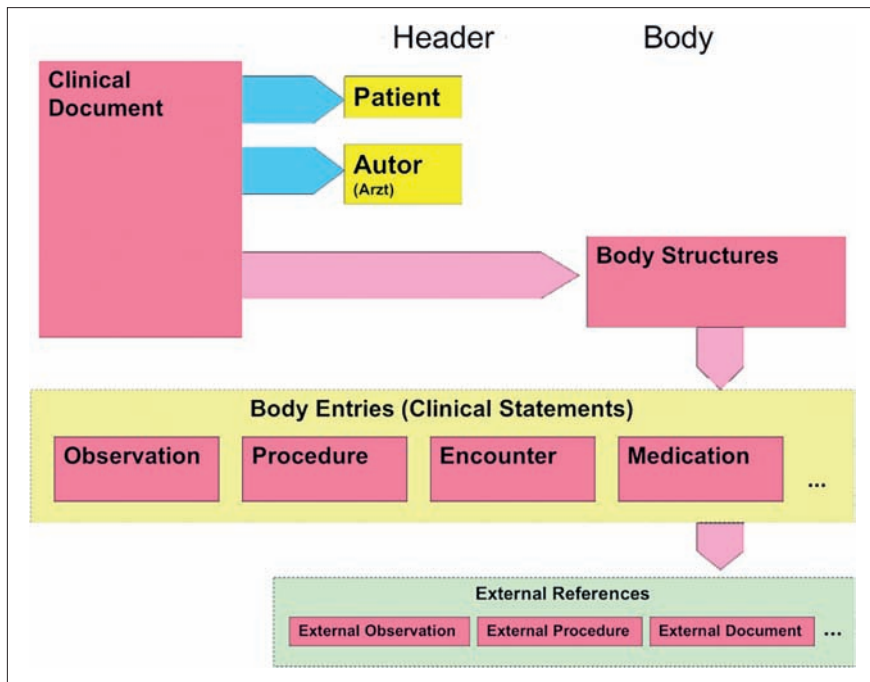 Header
Body
Clinical
Document
Patient
Autor
(Arzt)
Body Structures
Body Entries (Clinical Statements)
Observation
Procedure
Encounter
Medication
...
External References
External Observation
External Procedure
External Document
...